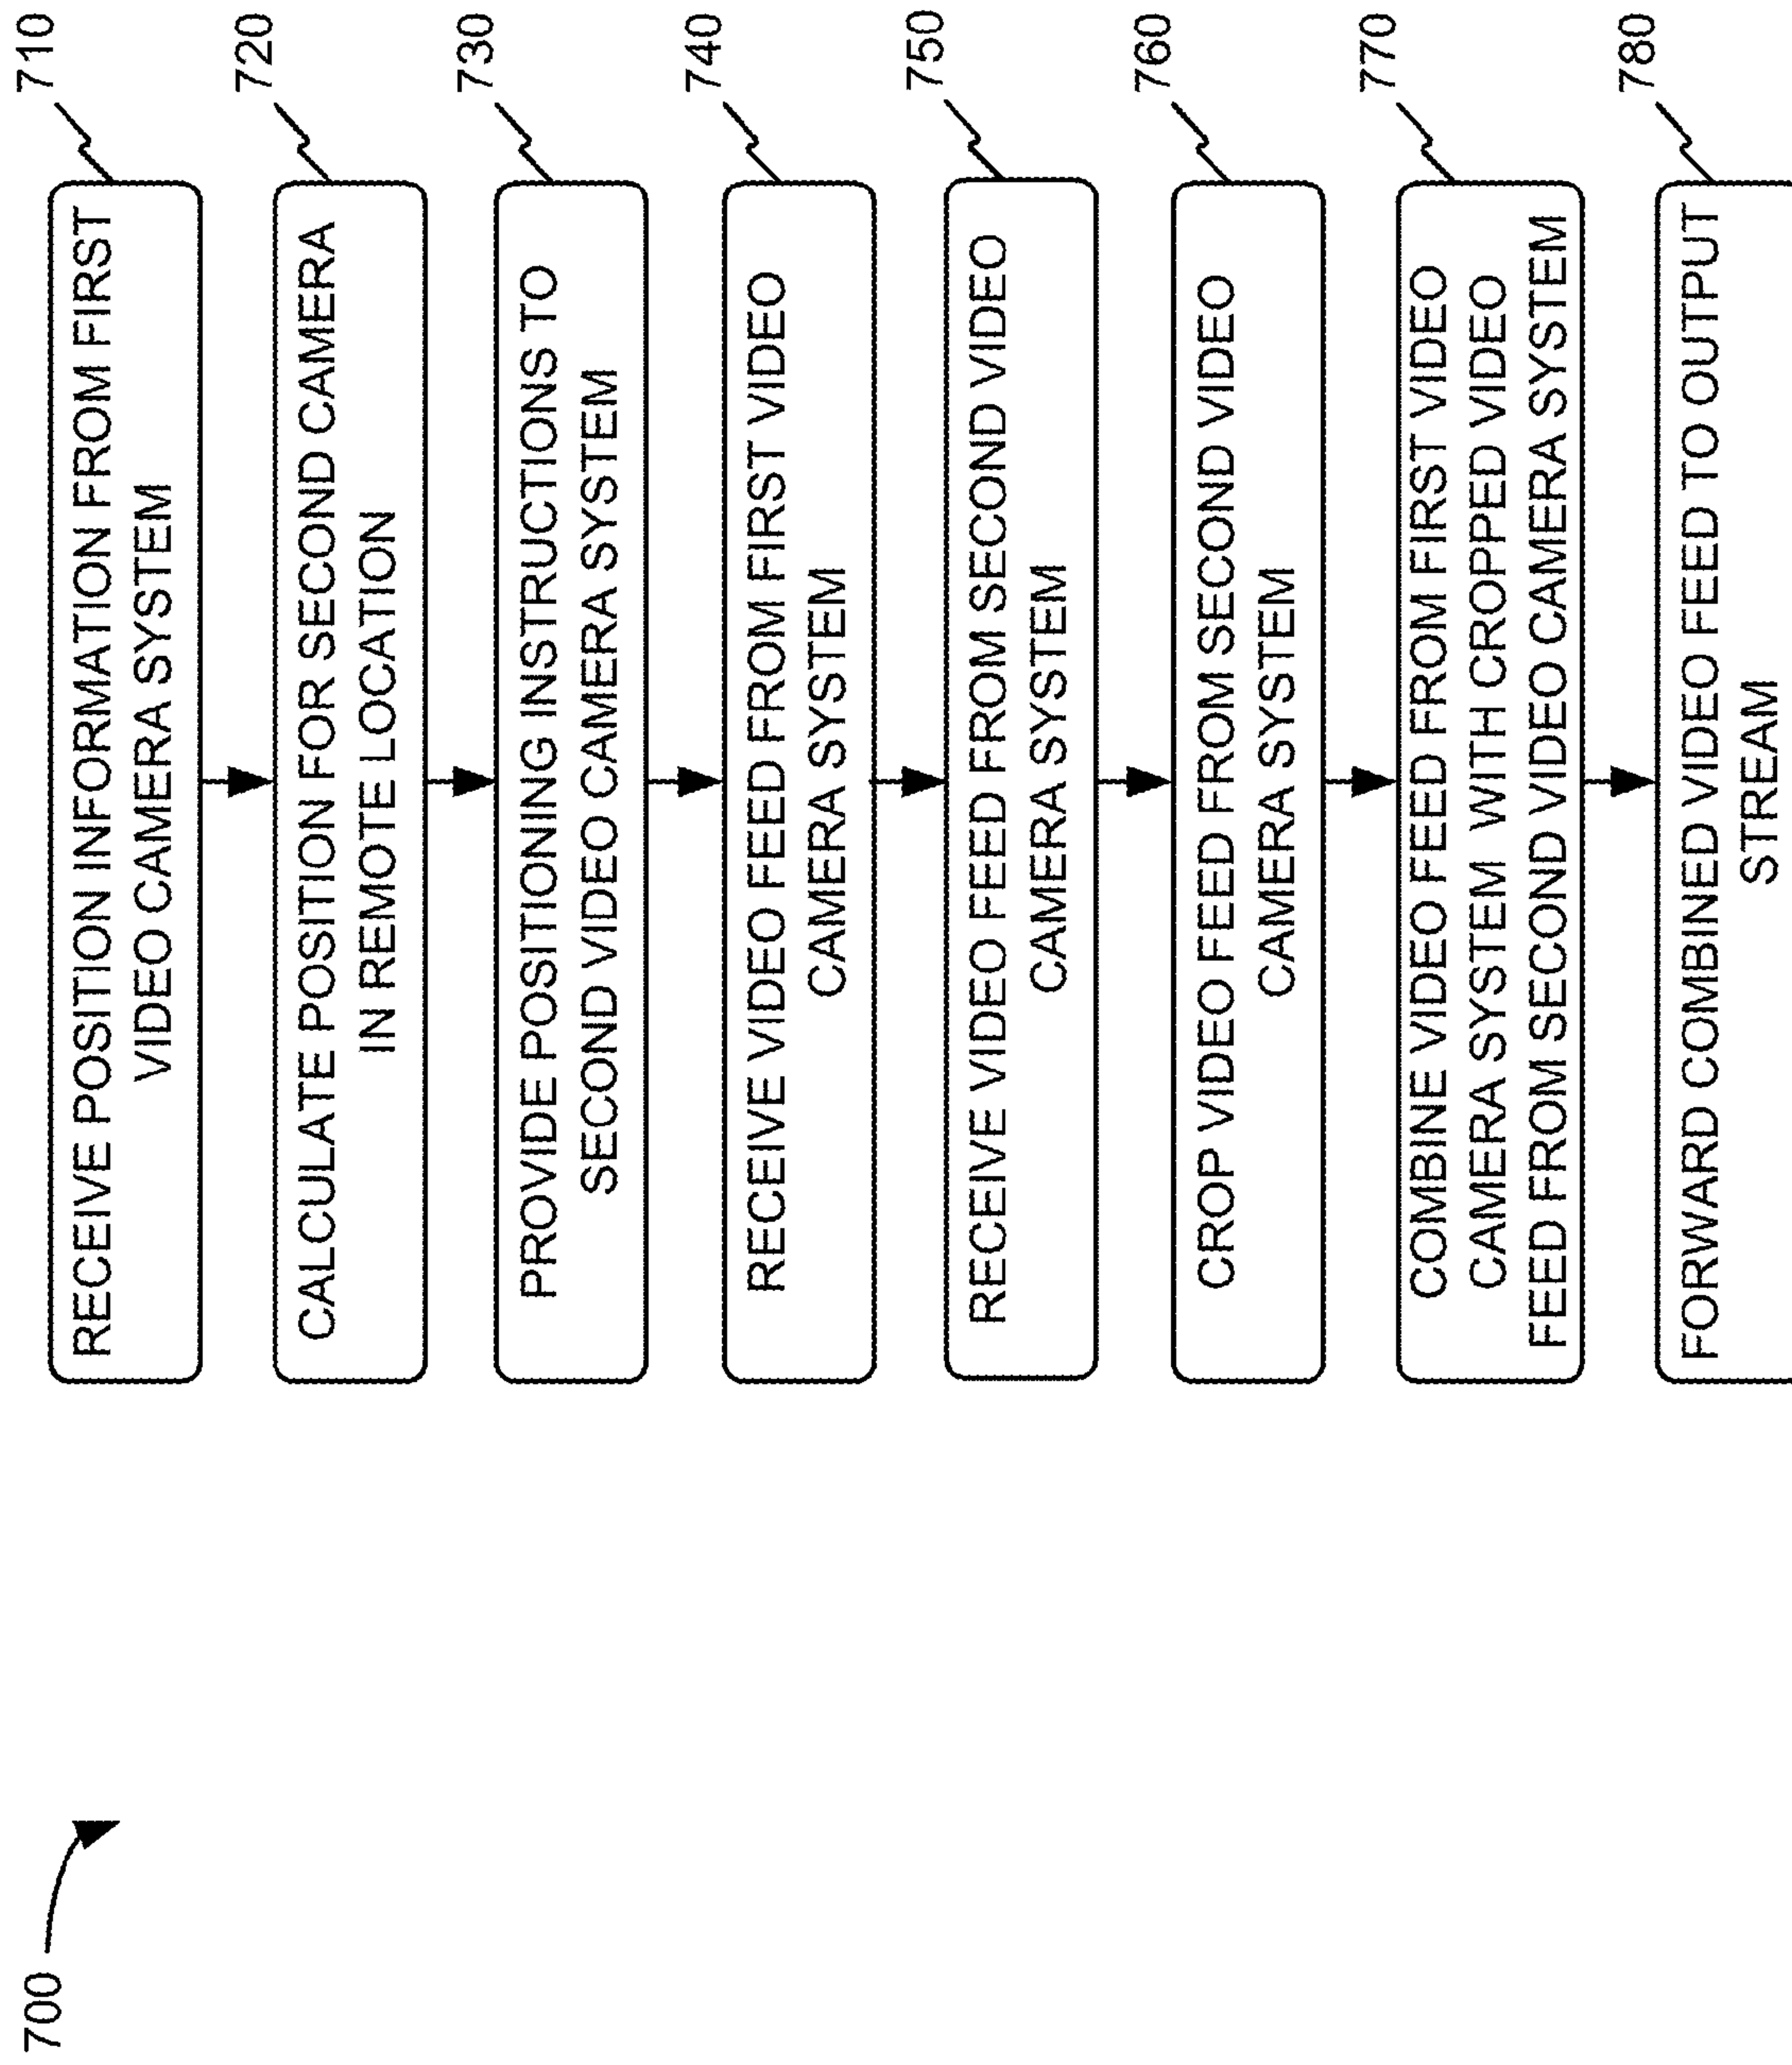 700
710
RECEIVE POSITION INFORMATION FROM FIRST
VIDEO CAMERA SYSTEM
720
CALCULATE POSITION FOR SECOND CAMERA
IN REMOTE LOCATION
730
PROVIDE POSITIONING INSTRUCTIONS TO
SECOND VIDEO CAMERA SYSTEM
740
RECEIVE VIDEO FEED FROM FIRST VIDEO
CAMERA SYSTEM
750
RECEIVE VIDEO FEED FROM SECOND VIDEO
CAMERA SYSTEM
760
CROP VIDEO FEED FROM SECOND VIDEO
CAMERA SYSTEM
770
COMBINE VIDEO FEED FROM FIRST VIDEO
CAMERA SYSTEM WITH CROPPED VIDEO
FEED FROM SECOND VIDEO CAMERA SYSTEM
780
FORWARD COMBINED VIDEO FEED TO OUTPUT
STREAM